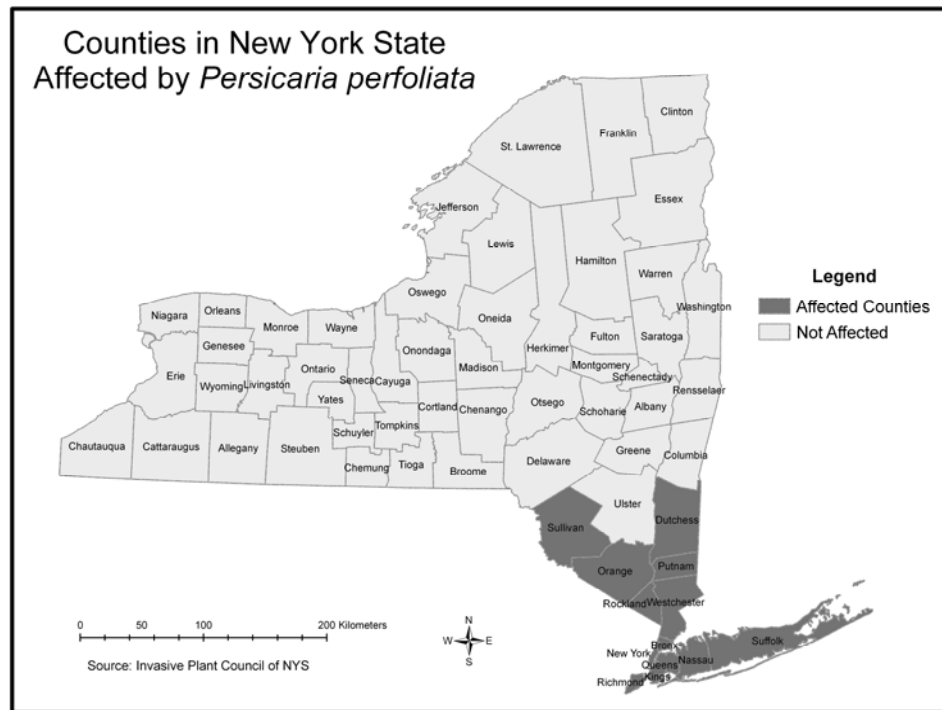 Counties in New York State
Affected by Persicaria perfoliata
Clinton
Franklin
St. Lawrence
Essex
Jefferson
Lewis
Hamilton
Warren
Washington
Oswego
Oneida
Herkimer
Fulton
Saratoga
Niagara
Orleans
Monroe
Wayne
Genesee
Onondaga
Madison
Montgomery
Schenectady
Rensselaer
Erie
Wyoming
Livingston
Ontario
Seneca
Cayuga
Yates
Cortland
Chenango
Otsego
Schoharie
Albany
Schuyler
Tompkins
Chautauqua
Cattaraugus
Allegany
Steuben
Chemung
Tioga
Broome
Delaware
Greene
Columbia
Ulster
Sullivan
Dutchess
Orange
Putnam
Rockland
Westchester
Bronx
New York
Queens
Nassau
Suffolk
Kings
Richmond
Legend
Affected Counties
Not Affected
0 50 100 200 Kilometers
N
W E
S
Source: Invasive Plant Council of NYS